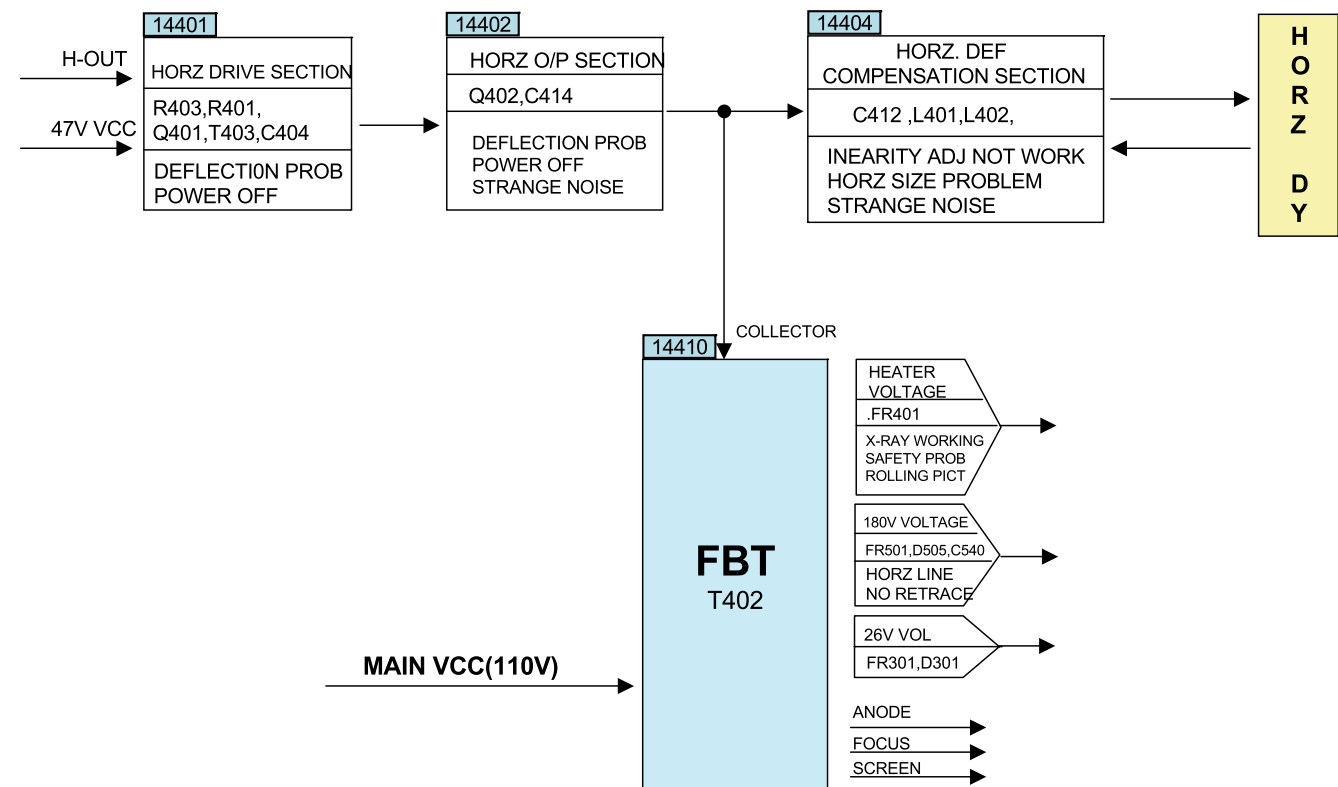 14401
H-OUT
47V VCC
HORZ DRIVE SECTION
R403,R401,
Q401,T403,C404
DEFLECTI0N PROB
POWER OFF
14402
HORZ O/P SECTION
Q402,C414
DEFLECTION PROB
POWER OFF
STRANGE NOISE
14404
HORZ. DEF
COMPENSATION SECTION
C412 ,L401,L402,
INEARITY ADJ NOT WORK
HORZ SIZE PROBLEM
STRANGE NOISE
H
O
R
Z
D
Y
COLLECTOR
14410
FBT
T402
MAIN VCC(110V)
HEATER
VOLTAGE
.FR401
X-RAY WORKING
SAFETY PROB
ROLLING PICT
180V VOLTAGE
FR501,D505,C540
HORZ LINE
NO RETRACE
26V VOL
FR301,D301
ANODE
FOCUS
SCREEN